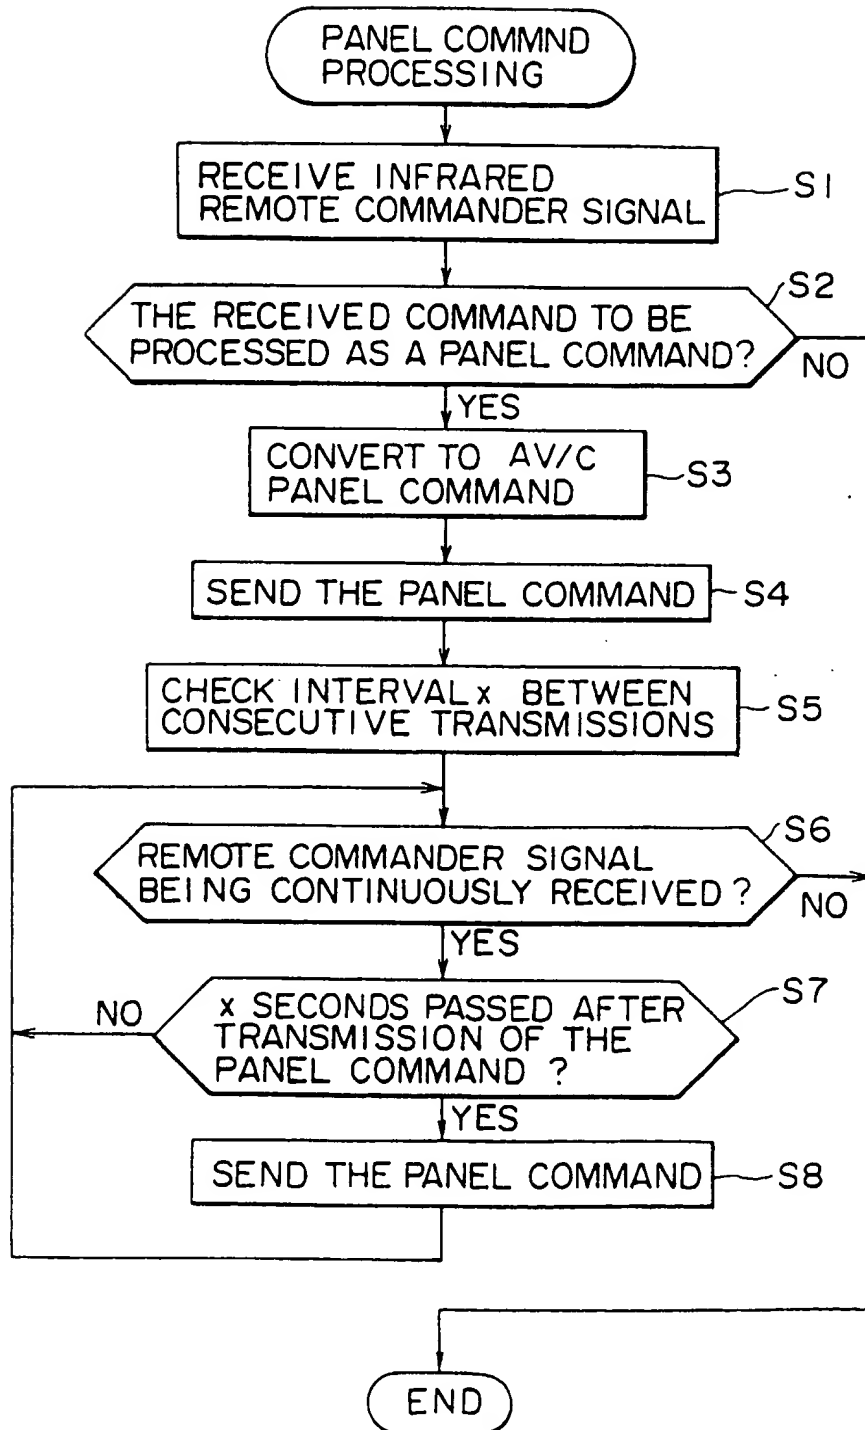 PANEL COMMND
PROCESSING
RECEIVE INFRARED
REMOTE COMMANDER SIGNAL
S1
S2
THE RECEIVED COMMAND TO BE
PROCESSED AS A PANEL COMMAND?
NO
YES
CONVERT TO AV/C
PANEL COMMAND
S3
SEND THE PANEL COMMAND
S4
CHECK INTERVAL x BETWEEN
CONSECUTIVE TRANSMISSIONS
S5
S6
REMOTE COMMANDER SIGNAL
BEING CONTINUOUSLY RECEIVED ?
NO
YES
S7
NO
x SECONDS PASSED AFTER
TRANSMISSION OF THE
PANEL COMMAND ?
YES
SEND THE PANEL COMMAND
S8
END